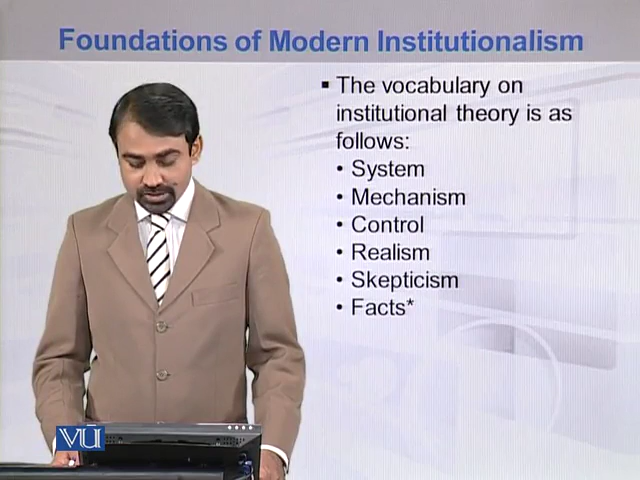 Foundations of Modern Institutionalism
▪ The vocabulary on
institutional theory is as
follows:
• System
• Mechanism
• Control
• Realism
• Skepticism
• Facts*
VU